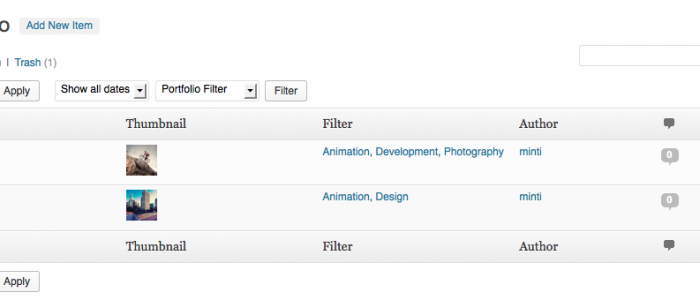 o Add New Item
| Trash (1)
Apply Show all dates Portfolio Filter Filter
Thumbnail Filter Author
Animation, Development, Photography minti 0
Animation, Design minti 0
Thumbnail Filter Author
Apply